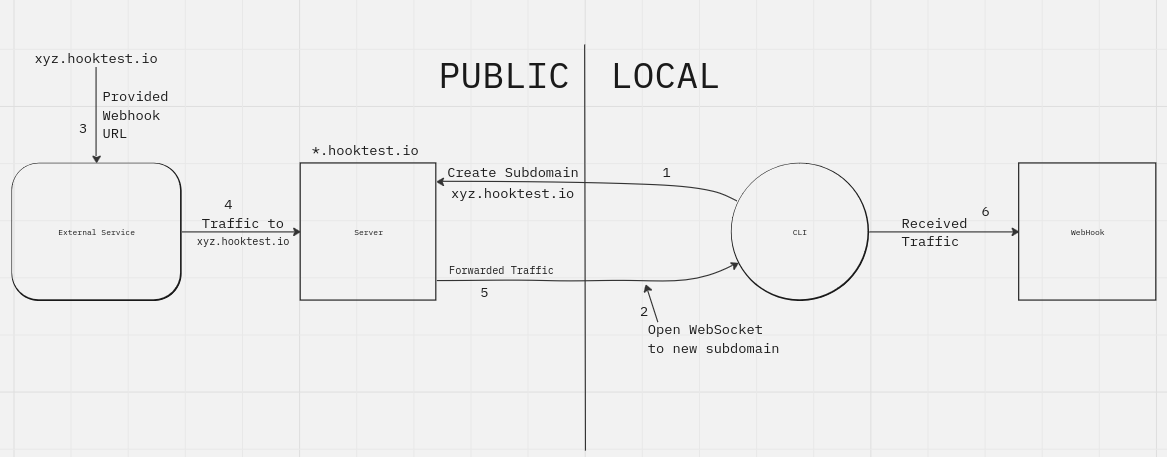 PUBLIC
LOCAL
xyz.hooktest.io
Provided
Webhook
URL
3
*.hooktest.io
External Service
4
Traffic to
xyz.hooktest.io
Server
Create Subdomain
xyz.hooktest.io
1
Forwarded Traffic
5
2
Open WebSocket
to new subdomain
CLI
6
Received
Traffic
WebHook